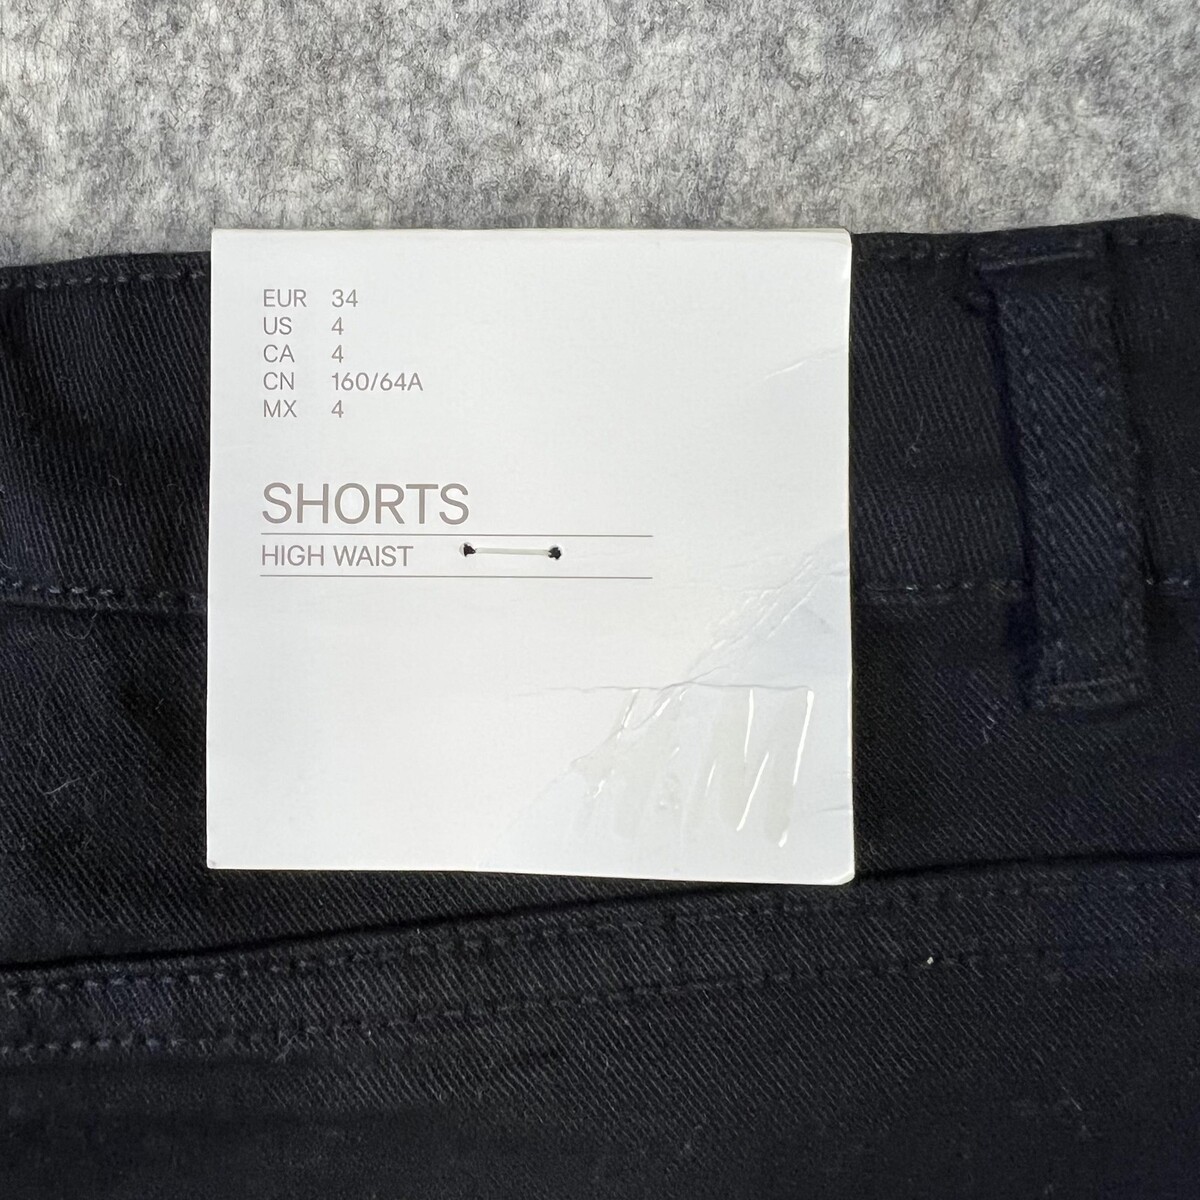 EUR 34
US 4
CA 4
CN 160/64A
MX 4
SHORTS
HIGH WAIST
H&M